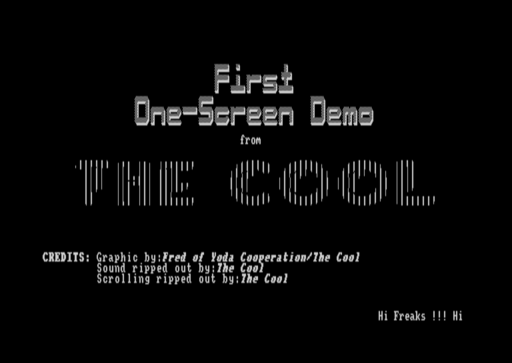 First
One-Screen Demo
from
THE COOL
CREDITS: Graphic by:Fred of Yoda Cooperation/The Cool
Sound ripped out by:The Cool
Scrolling ripped out by:The Cool
Hi Freaks !!! Hi